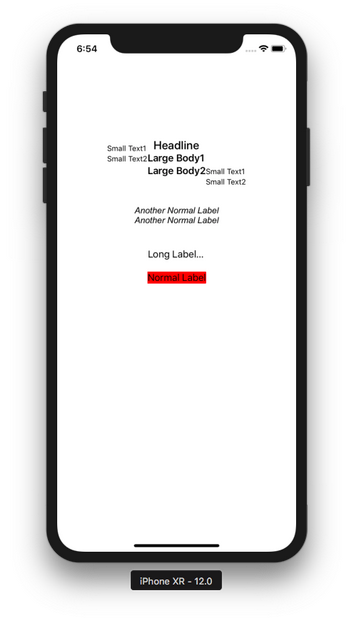 6:54
Headline
Small Text1
Small Text2
Large Body1
Large Body2
Small Text1
Small Text2
Another Normal Label
Another Normal Label
Long Label...
Normal Label
iPhone XR - 12.0